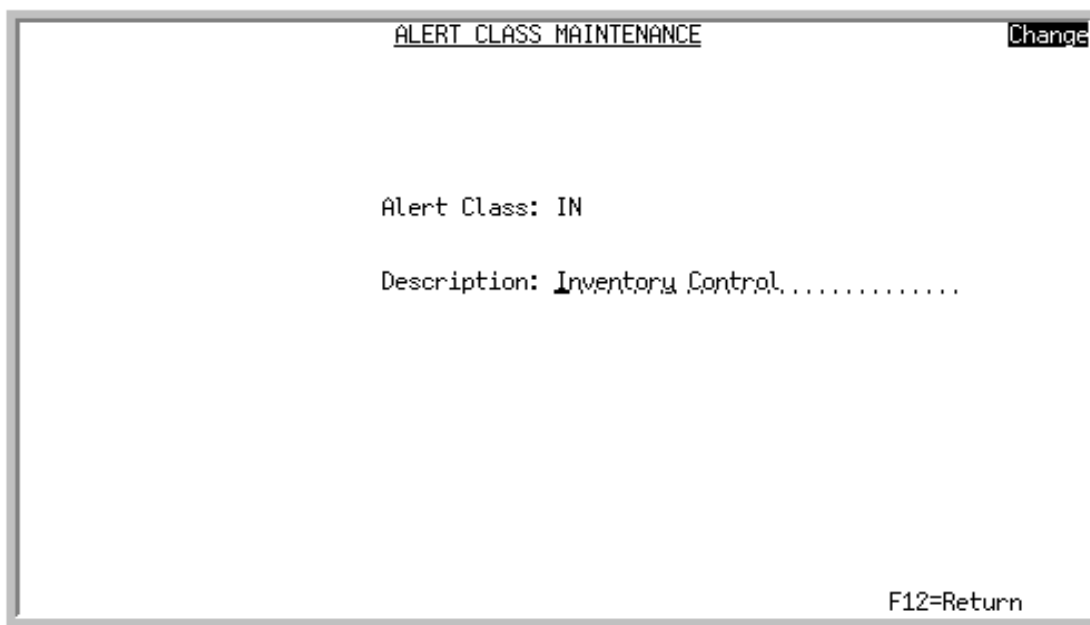 ALERT CLASS MAINTENANCE Change
Alert Class: IN
Description: Inventory Control..............
F12=Return